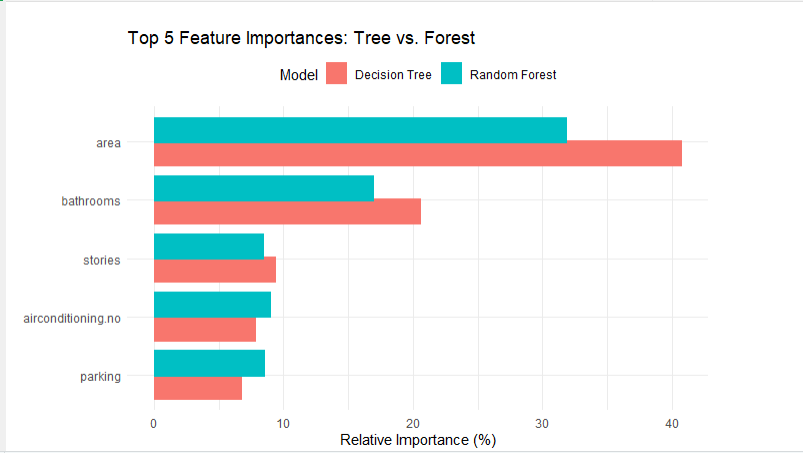 Top 5 Feature Importances: Tree vs. Forest
Model Decision Tree Random Forest
area
bathrooms
stories
airconditioning.no
parking
0 10 20 30 40
Relative Importance (%)